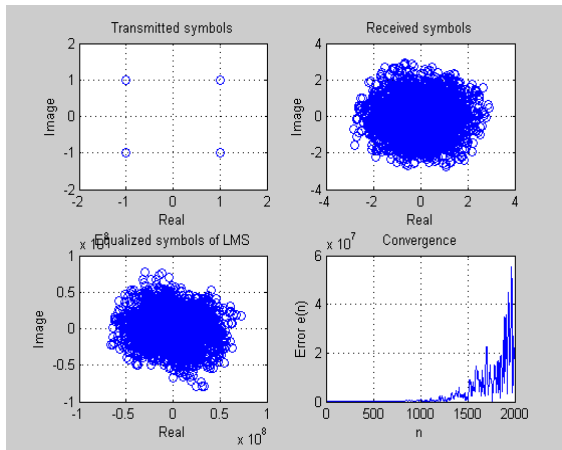 Transmitted symbols
2
1
0
-1
-2
-2 -1 0 1 2
Image
Real
Received symbols
4
2
0
-2
-4
-4 -2 0 2 4
Image
Real
Equalized symbols of LMS
1
0.5
0
-0.5
-1
-1 -0.5 0 0.5 1
Image
Real
x 10^8
Convergence
x 10^7
6
4
2
0
0 500 1000 1500 2000
Error e(n)
n